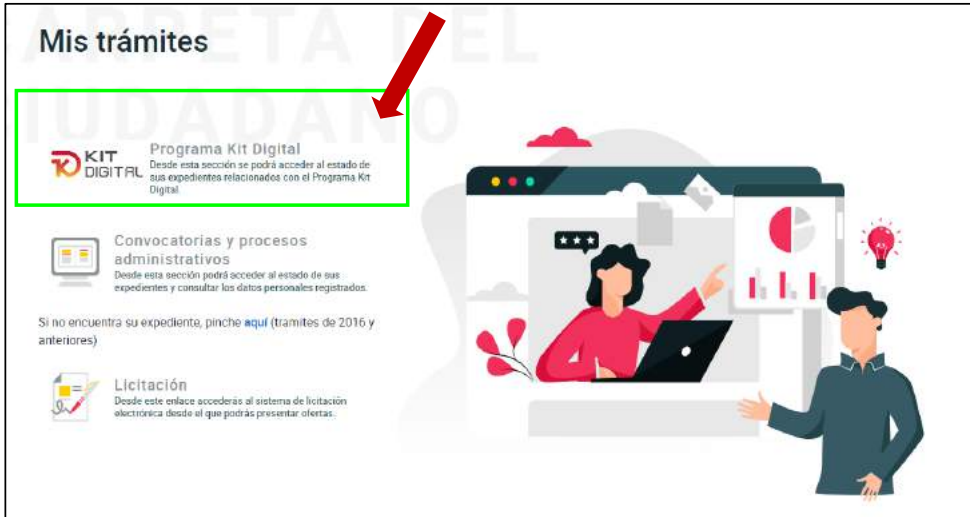 CARPETA DEL
CIUDADANO
Mis trámites
KIT
DIGITAL
Programa Kit Digital
Desde esta sección se podrá acceder al estado de
sus expedientes relacionados con el Programa Kit
Digital
Convocatorias y procesos
administrativos
Desde esta sección podrá acceder al estado de sus
expedientes y consultar los datos personales registrados.
Si no encuentra su expediente, pinche aquí (tramites de 2016 y
anteriores)
Licitación
Desde este enlace accederás al sistema de licitación
electrónica desde el que podrás presentar ofertas.